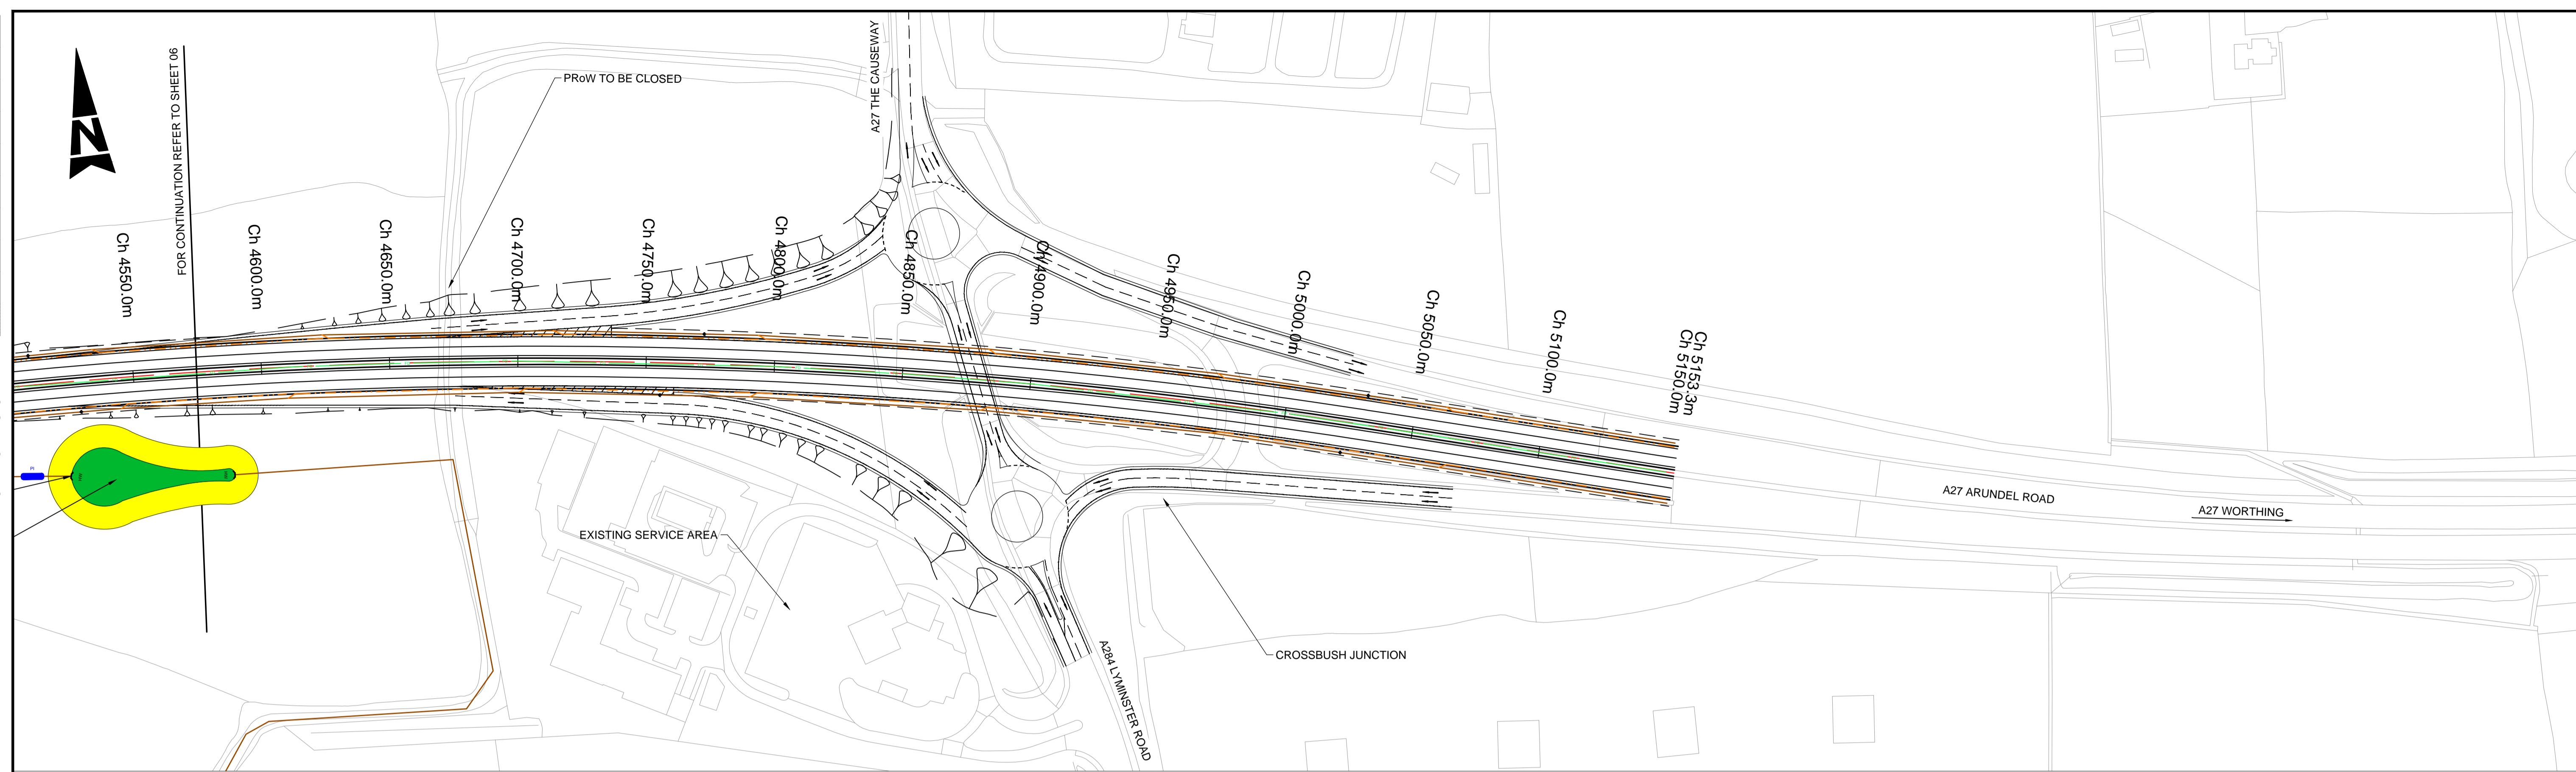 N
FOR CONTINUATION REFER TO SHEET 06
PRoW TO BE CLOSED
A27 THE CAUSEWAY
Ch 4550.0m
Ch 4600.0m
Ch 4650.0m
Ch 4700.0m
Ch 4750.0m
Ch 4800.0m
Ch 4850.0m
Ch 4900.0m
Ch 4950.0m
Ch 5000.0m
Ch 5050.0m
Ch 5100.0m
Ch 5150.0m
Ch 5153.3m
A27 ARUNDEL ROAD
A27 WORTHING
EXISTING SERVICE AREA
CROSSBUSH JUNCTION
A284 LYMINSTER ROAD